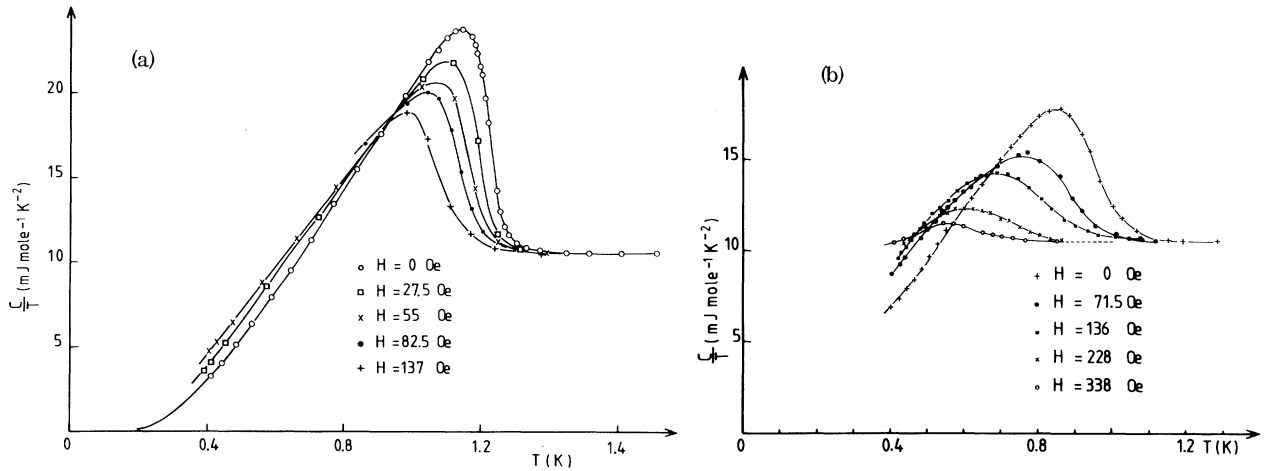 (a)
20
15
10
5
0
0.4
0.8
1.2
1.4
T (K)
C/T (mJ mole⁻¹ K⁻²)
○ H = 0 Oe
□ H = 27.5 Oe
× H = 55 Oe
• H = 82.5 Oe
+ H = 137 Oe
(b)
15
10
5
0
0
0.4
0.8
1.2
T (K)
C/T (mJ mole⁻¹ K⁻²)
+ H = 0 Oe
• H = 71.5 Oe
▪ H = 136 Oe
× H = 228 Oe
○ H = 338 Oe